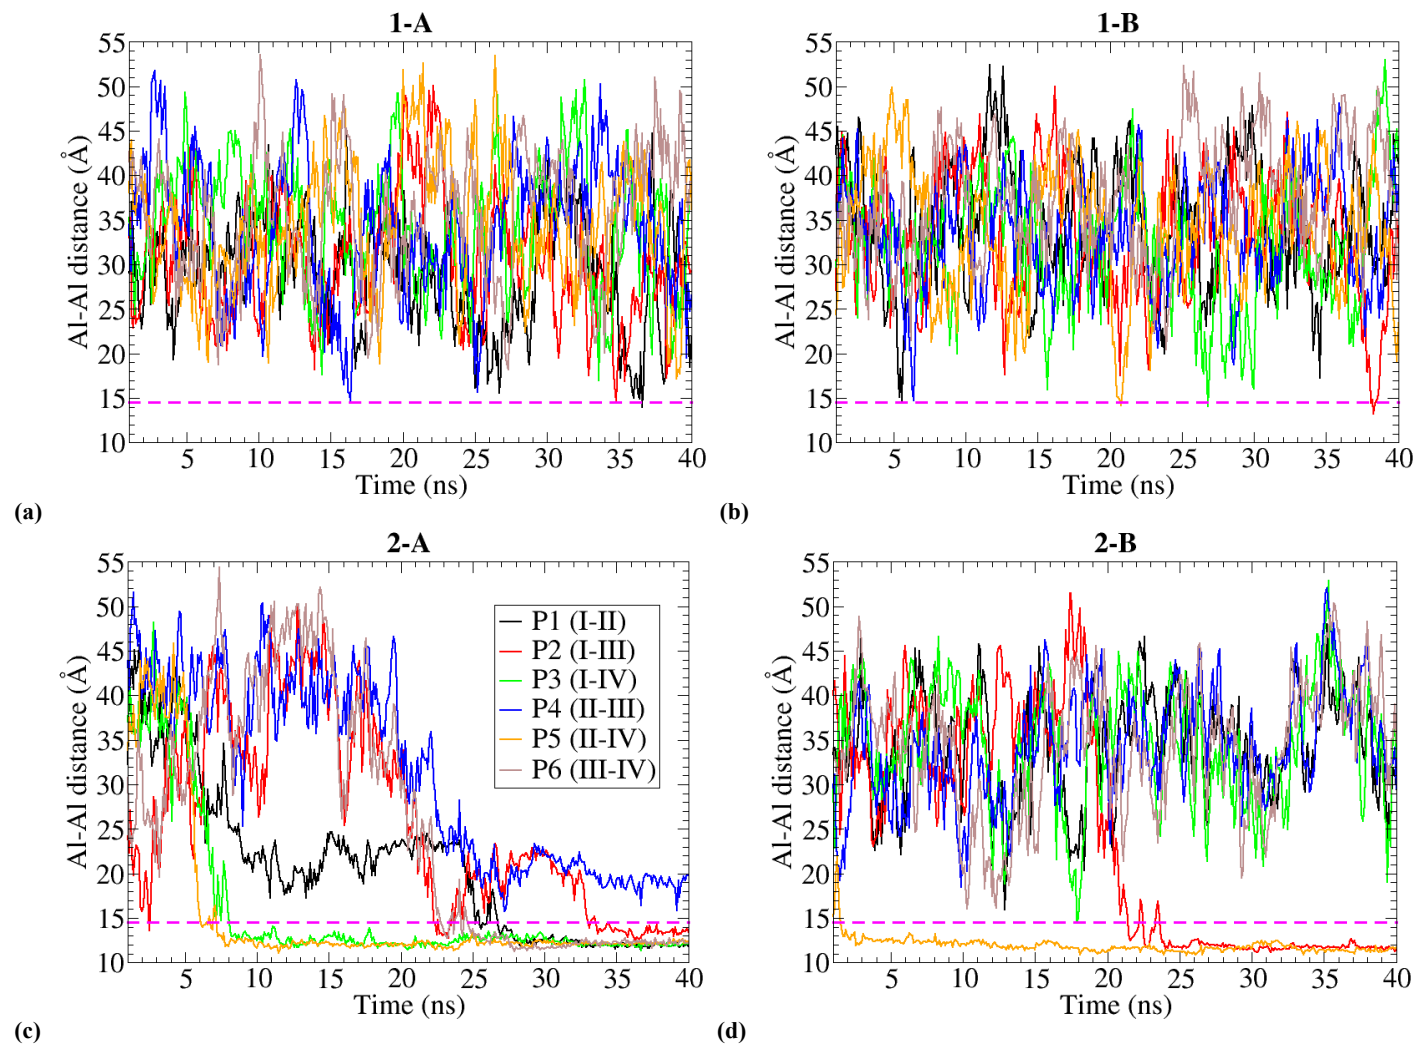 1-A
1-B
55
50
45
40
35
30
25
20
15
10
Al-Al distance (Å)
5 10 15 20 25 30 35 40
Time (ns)
(a)
55
50
45
40
35
30
25
20
15
10
Al-Al distance (Å)
5 10 15 20 25 30 35 40
Time (ns)
(b)
2-A
2-B
55
50
45
40
35
30
25
20
15
10
Al-Al distance (Å)
P1 (I-II)
P2 (I-III)
P3 (I-IV)
P4 (II-III)
P5 (II-IV)
P6 (III-IV)
5 10 15 20 25 30 35 40
Time (ns)
(c)
55
50
45
40
35
30
25
20
15
10
Al-Al distance (Å)
5 10 15 20 25 30 35 40
Time (ns)
(d)